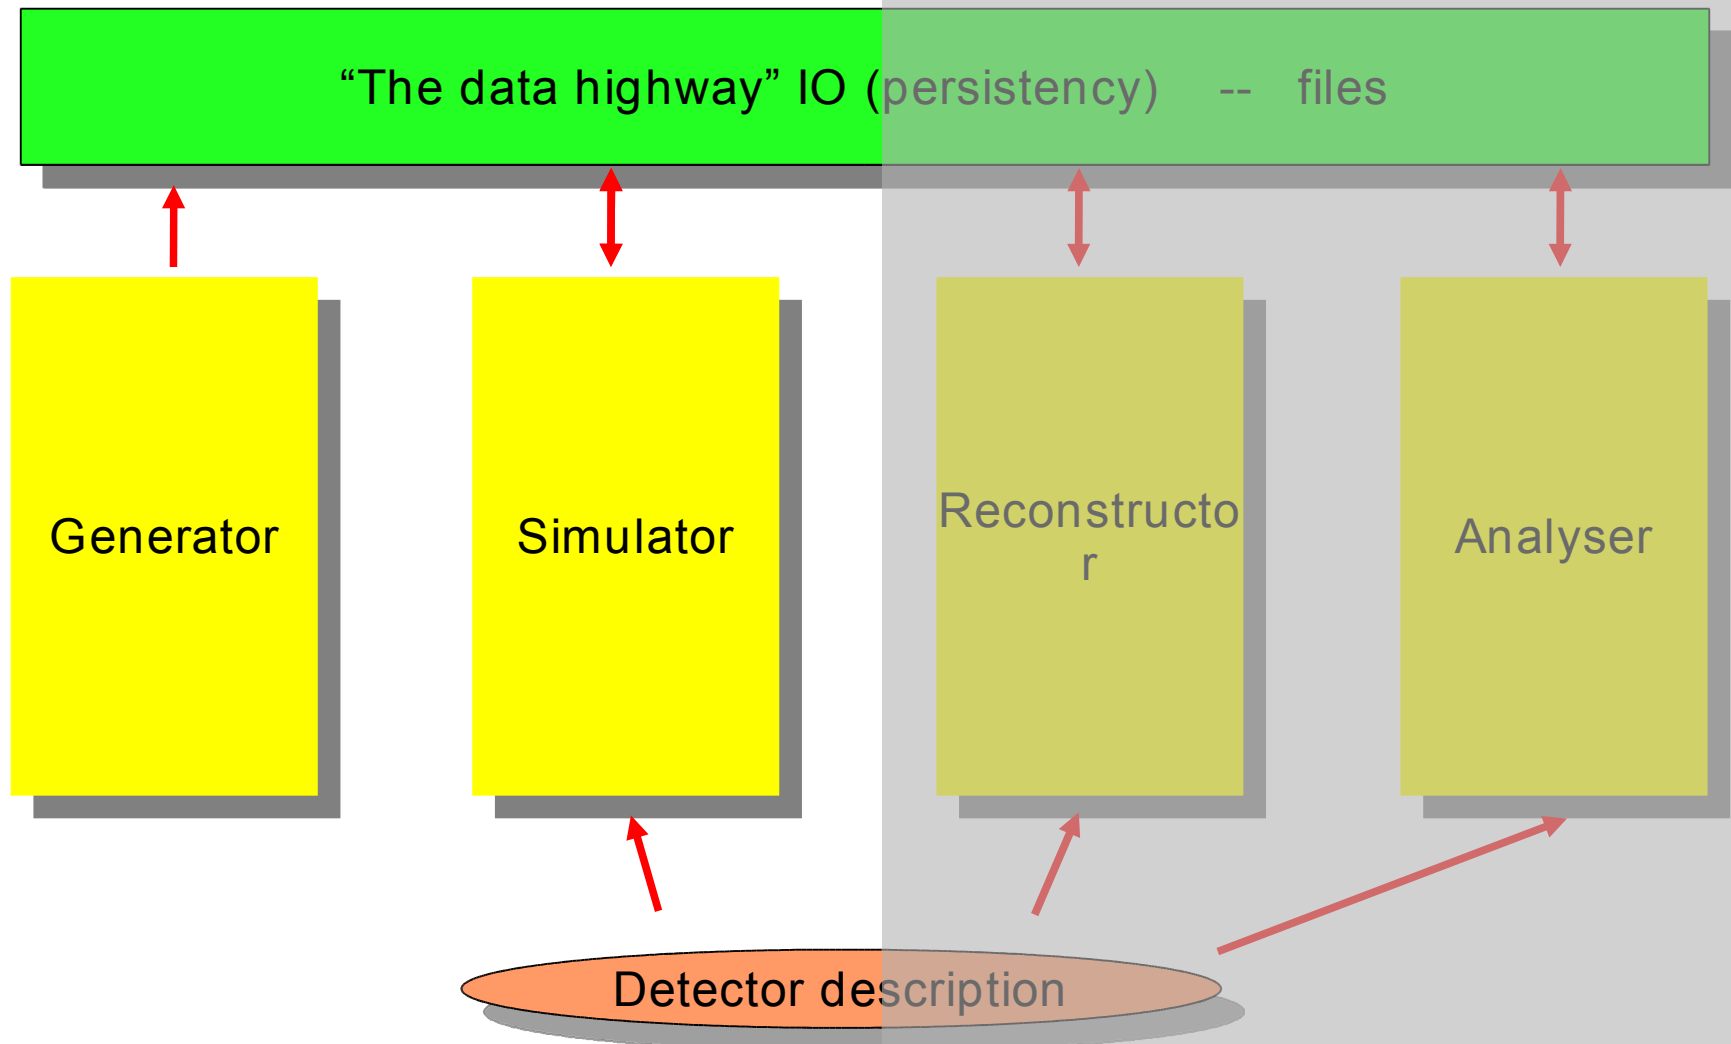 “The data highway” IO (persistency) -- files
Generator
Simulator
Reconstructo
r
Analyser
Detector description